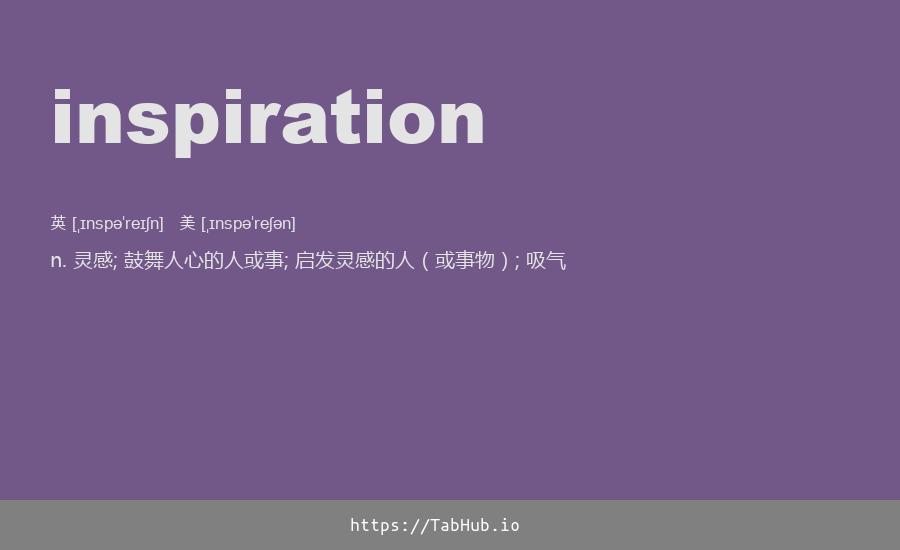 inspiration
英 [ˌɪnspəˈreɪʃn] 美 [ˌɪnspəˈreʃən]
n. 灵感; 鼓舞人心的人或事; 启发灵感的人（或事物）; 吸气
https://TabHub.io